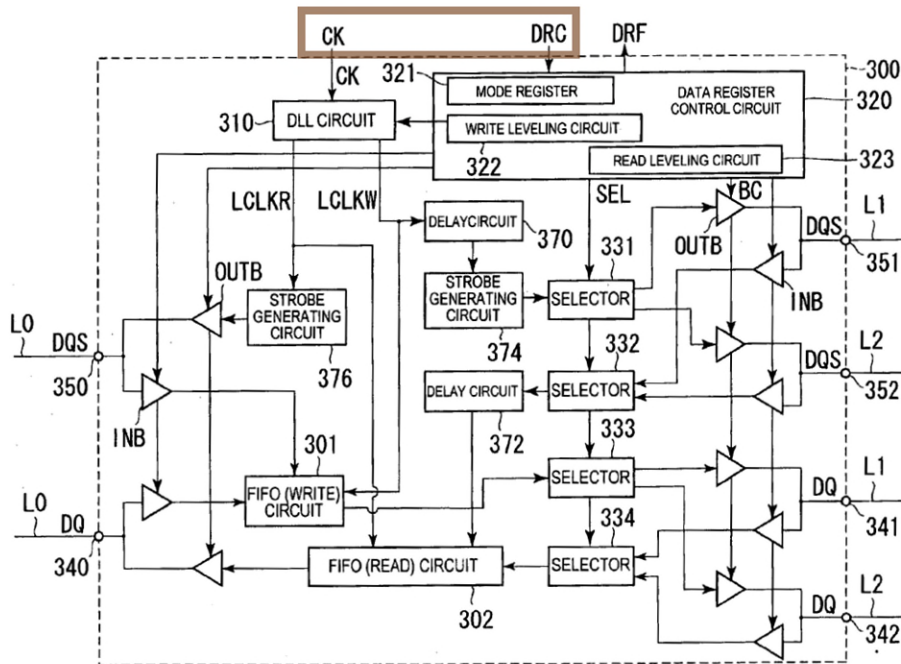 CK
DRC
DRF
CK
321
MODE REGISTER
DATA REGISTER
CONTROL CIRCUIT
300
320
310
DLL CIRCUIT
WRITE LEVELING CIRCUIT
322
READ LEVELING CIRCUIT
323
LCLKR
LCLKW
SEL
BC
DELAYCIRCUIT
370
OUTB
DQS
L1
351
331
OUTB
STROBE
GENERATING
CIRCUIT
376
STROBE
GENERATING
CIRCUIT
374
SELECTOR
INB
L0
DQS
350
332
DQS
L2
352
INB
DELAY CIRCUIT
372
SELECTOR
301
FIFO (WRITE)
CIRCUIT
333
SELECTOR
L0
DQ
340
334
DQ
L1
341
FIFO (READ) CIRCUIT
302
SELECTOR
DQ
L2
342